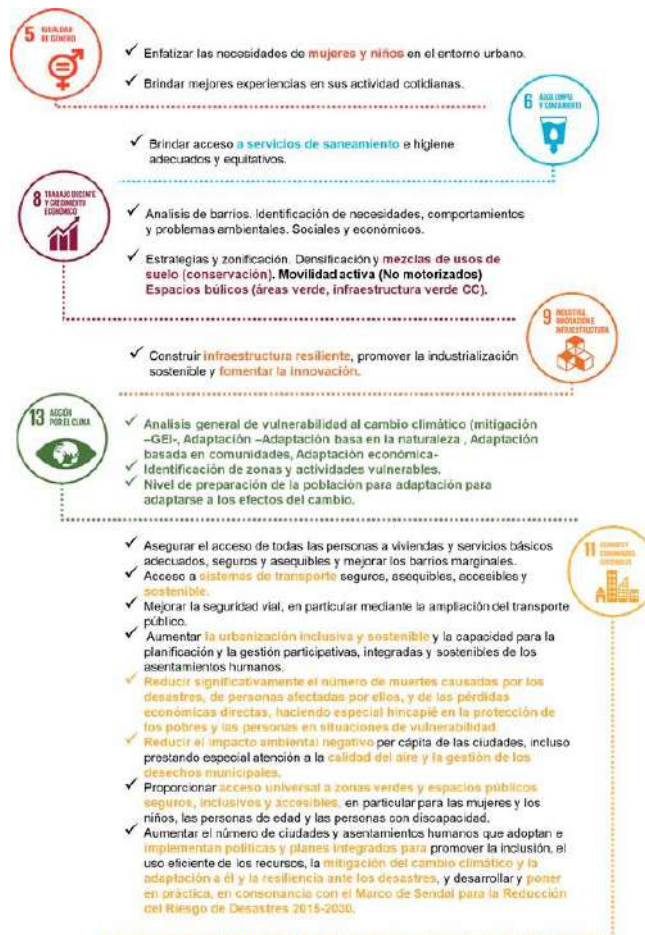 5 IGUALDAD
DE GÉNERO
✓ Enfatizar las necesidades de mujeres y niños en el entorno urbano.
✓ Brindar mejores experiencias en sus actividad cotidianas.
6 AGUA LIMPIA
Y SANEAMIENTO
✓ Brindar acceso a servicios de saneamiento e higiene
adecuados y equitativos.
8 TRABAJO DECENTE
Y CRECIMIENTO
ECONÓMICO
✓ Analisis de barrios. Identificación de necesidades, comportamientos
y problemas ambientales. Sociales y económicos.
✓ Estrategias y zonificación. Densificación y mezclas de usos de
suelo (conservación). Movilidad activa (No motorizados)
Espacios búlicos (áreas verde, infraestructura verde CC).
9 INDUSTRIA,
INNOVACIÓN E
INFRAESTRUCTURA
✓ Construir infraestructura resiliente, promover la industrialización
sostenible y fomentar la innovación.
13 ACCIÓN
POR EL CLIMA
✓ Analisis general de vulnerabilidad al cambio climático (mitigación
–GEI-, Adaptación –Adaptación basa en la naturaleza , Adaptación
basada en comunidades, Adaptación económica-
✓ Identificación de zonas y actividades vulnerables.
✓ Nivel de preparación de la población para adaptación para
adaptarse a los efectos del cambio.
11 CIUDADES Y
COMUNIDADES
SOSTENIBLES
✓ Asegurar el acceso de todas las personas a viviendas y servicios básicos
adecuados, seguros y asequibles y mejorar los barrios marginales.
✓ Acceso a sistemas de transporte seguros, asequibles, accesibles y
sostenible.
✓ Mejorar la seguridad vial, en particular mediante la ampliación del transporte
público.
✓ Aumentar la urbanización inclusiva y sostenible y la capacidad para la
planificación y la gestión participativas, integradas y sostenibles de los
asentamientos humanos.
✓ Reducir significativamente el número de muertes causadas por los
desastres, de personas afectadas por ellos, y de las pérdidas
económicas directas, haciendo especial hincapié en la protección de
los pobres y las personas en situaciones de vulnerabilidad.
✓ Reducir el impacto ambiental negativo per cápita de las ciudades, incluso
prestando especial atención a la calidad del aire y la gestión de los
desechos municipales.
✓ Proporcionar acceso universal a zonas verdes y espacios públicos
seguros, inclusivos y accesibles, en particular para las mujeres y los
niños, las personas de edad y las personas con discapacidad.
✓ Aumentar el número de ciudades y asentamientos humanos que adoptan e
implementan políticas y planes integrados para promover la inclusión, el
uso eficiente de los recursos, la mitigación del cambio climático y la
adaptación a él y la resiliencia ante los desastres, y desarrollar y poner
en práctica, en consonancia con el Marco de Sendai para la Reducción
del Riesgo de Desastres 2015-2030.